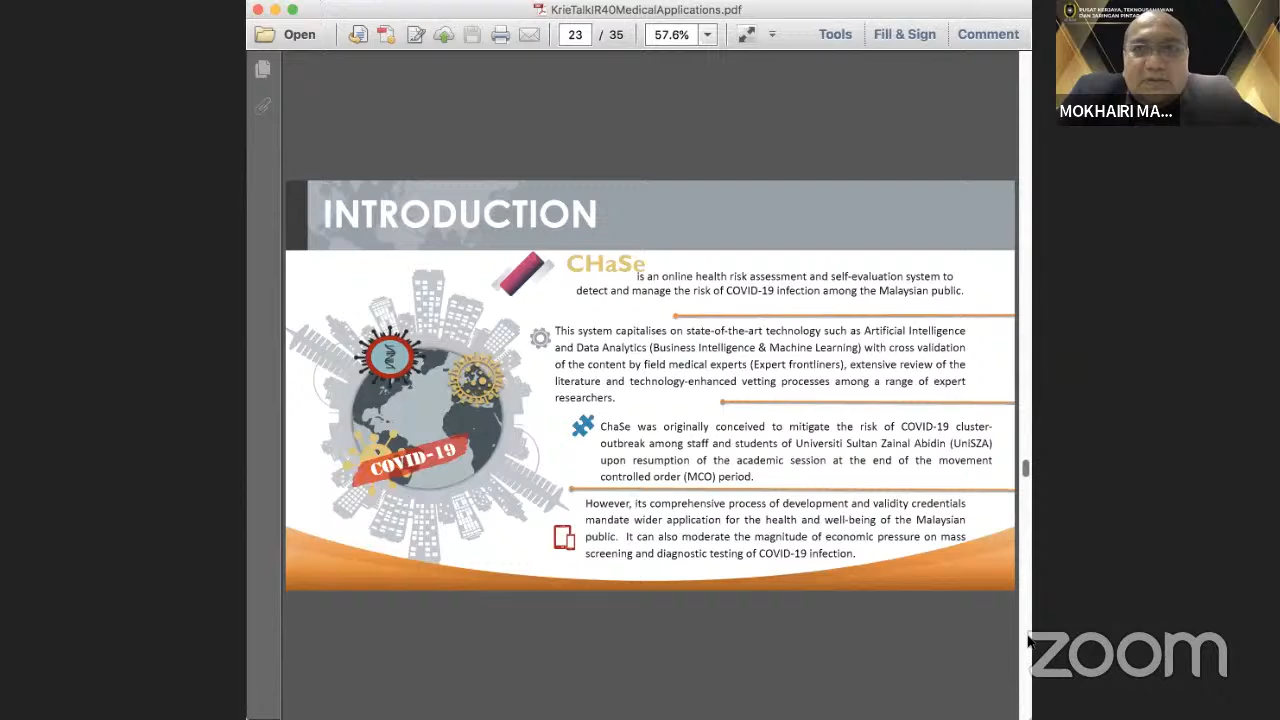 KrieTalkIR40MedicalApplications.pdf
Open
23 / 35
57.6%
Tools
Fill & Sign
Comment
PUSAT KERJAYA, TEKNOUSAHAWAN
DAN JARINGAN PINTAR
MOKHAIRI MA...
INTRODUCTION
CHaSe
is an online health risk assessment and self-evaluation system to
detect and manage the risk of COVID-19 infection among the Malaysian public.
This system capitalises on state-of-the-art technology such as Artificial Intelligence
and Data Analytics (Business Intelligence & Machine Learning) with cross validation
of the content by field medical experts (Expert frontliners), extensive review of the
literature and technology-enhanced vetting processes among a range of expert
researchers.
ChaSe was originally conceived to mitigate the risk of COVID-19 cluster-
outbreak among staff and students of Universiti Sultan Zainal Abidin (UniSZA)
upon resumption of the academic session at the end of the movement
controlled order (MCO) period.
However, its comprehensive process of development and validity credentials
mandate wider application for the health and well-being of the Malaysian
public. It can also moderate the magnitude of economic pressure on mass
screening and diagnostic testing of COVID-19 infection.
COVID-19
zoom